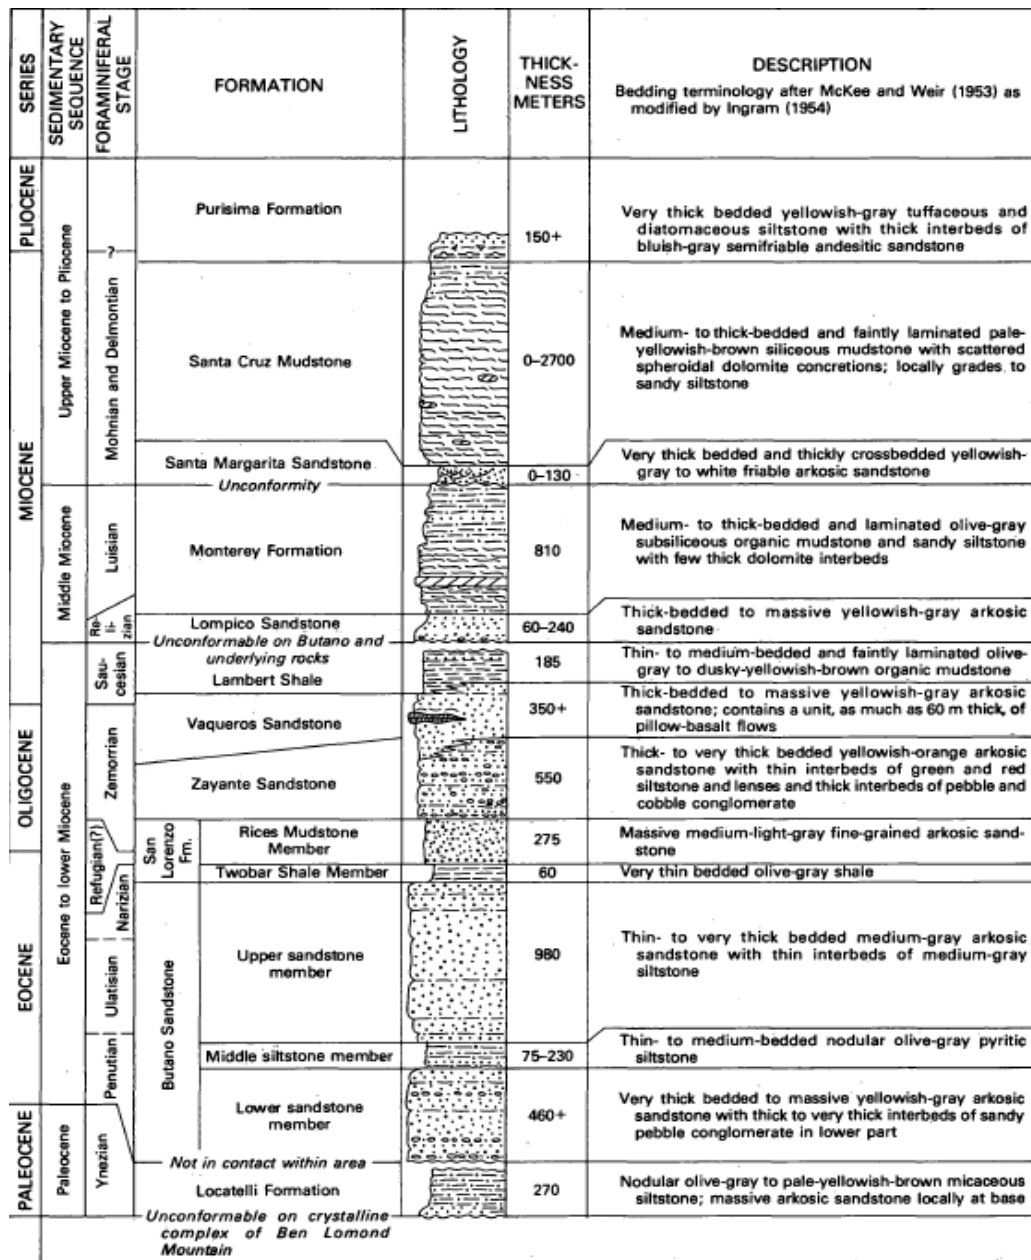 SERIES
SEDIMENTARY
SEQUENCE
FORAMINIFERAL
STAGE
FORMATION
LITHOLOGY
THICK-
NESS
METERS
DESCRIPTION
Bedding terminology after McKee and Weir (1953) as
modified by Ingram (1954)
PLIOCENE
MIOCENE
OLIGOCENE
EOCENE
PALEOCENE
Upper Miocene to Pliocene
Middle Miocene
Eocene to lower Miocene
Paleocene
?
Mohnian and Delmontian
Luisian
Re-
li-
zian
Sau-
cesian
Zemorrian
Refugian(?)
Narizian
Ulatisian
Penutian
Ynezian
Purisima Formation
150+
Very thick bedded yellowish-gray tuffaceous and
diatomaceous siltstone with thick interbeds of
bluish-gray semifriable andesitic sandstone
Santa Cruz Mudstone
0–2700
Medium- to thick-bedded and faintly laminated pale-
yellowish-brown siliceous mudstone with scattered
spheroidal dolomite concretions; locally grades to
sandy siltstone
Santa Margarita Sandstone
Unconformity
0–130
Very thick bedded and thickly crossbedded yellowish-
gray to white friable arkosic sandstone
Monterey Formation
810
Medium- to thick-bedded and laminated olive-gray
subsiliceous organic mudstone and sandy siltstone
with few thick dolomite interbeds
Lompico Sandstone
Unconformable on Butano and
underlying rocks
60–240
Thick-bedded to massive yellowish-gray arkosic
sandstone
Lambert Shale
185
Thin- to medium-bedded and faintly laminated olive-
gray to dusky-yellowish-brown organic mudstone
Vaqueros Sandstone
350+
Thick-bedded to massive yellowish-gray arkosic
sandstone; contains a unit, as much as 60 m thick, of
pillow-basalt flows
Zayante Sandstone
550
Thick- to very thick bedded yellowish-orange arkosic
sandstone with thin interbeds of green and red
siltstone and lenses and thick interbeds of pebble and
cobble conglomerate
San
Lorenzo
Fm.
Rices Mudstone
Member
275
Massive medium-light-gray fine-grained arkosic sand-
stone
Twobar Shale Member
60
Very thin bedded olive-gray shale
Butano Sandstone
Upper sandstone
member
980
Thin- to very thick bedded medium-gray arkosic
sandstone with thin interbeds of medium-gray
siltstone
Middle siltstone member
75–230
Thin- to medium-bedded nodular olive-gray pyritic
siltstone
Lower sandstone
member
460+
Very thick bedded to massive yellowish-gray arkosic
sandstone with thick to very thick interbeds of sandy
pebble conglomerate in lower part
Not in contact within area
Locatelli Formation
270
Nodular olive-gray to pale-yellowish-brown micaceous
siltstone; massive arkosic sandstone locally at base
Unconformable on crystalline
complex of Ben Lomond
Mountain